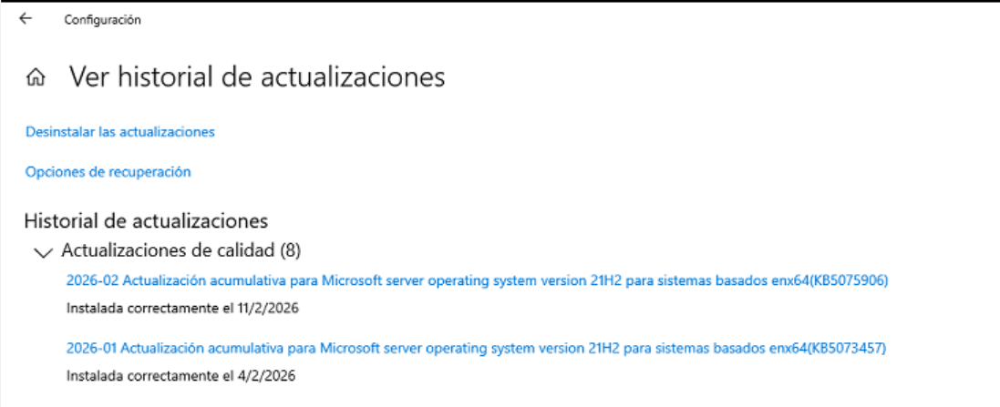 Configuración
Ver historial de actualizaciones
Desinstalar las actualizaciones
Opciones de recuperación
Historial de actualizaciones
Actualizaciones de calidad (8)
2026-02 Actualización acumulativa para Microsoft server operating system version 21H2 para sistemas basados enx64(KB5075906)
Instalada correctamente el 11/2/2026
2026-01 Actualización acumulativa para Microsoft server operating system version 21H2 para sistemas basados enx64(KB5073457)
Instalada correctamente el 4/2/2026